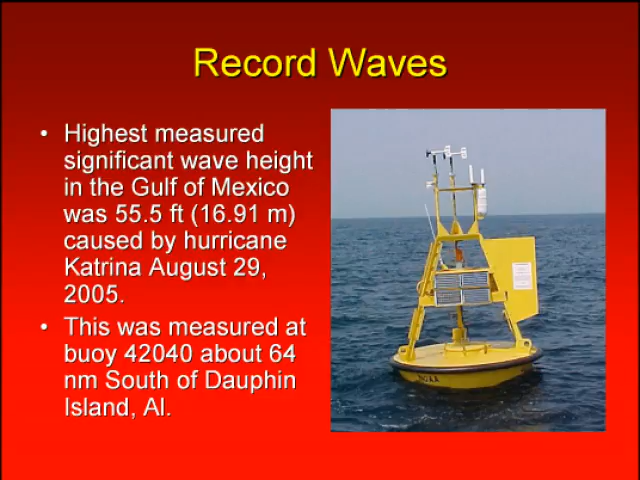 Record Waves
• Highest measured
significant wave height
in the Gulf of Mexico
was 55.5 ft (16.91 m)
caused by hurricane
Katrina August 29,
2005.
• This was measured at
buoy 42040 about 64
nm South of Dauphin
Island, Al.
NOAA